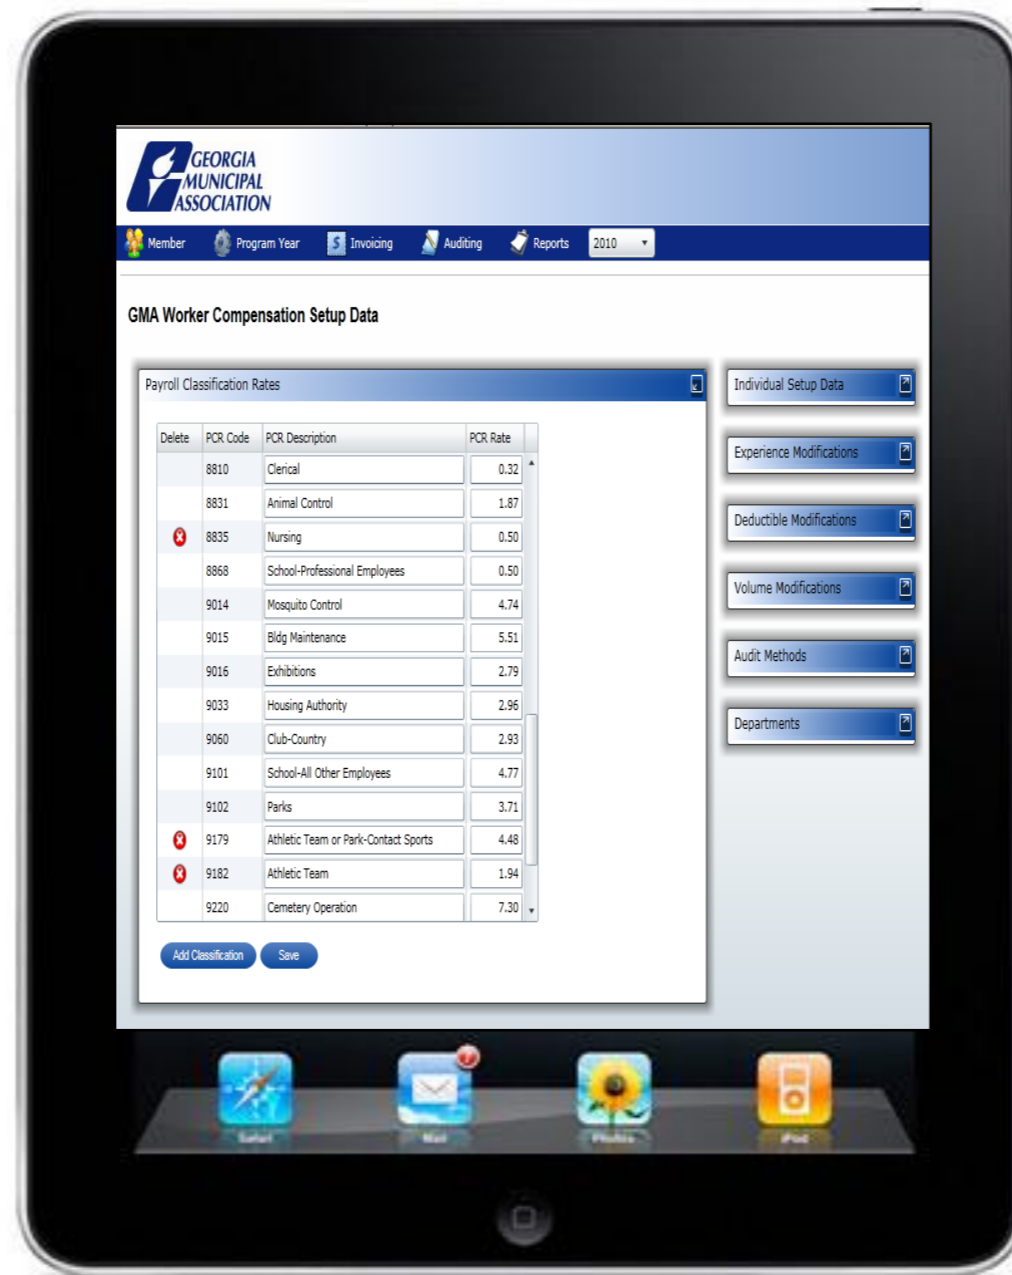 GEORGIA
MUNICIPAL
ASSOCIATION
Member Program Year $ Invoicing Auditing Reports 2010
GMA Worker Compensation Setup Data
Payroll Classification Rates
Delete PCR Code PCR Description PCR Rate
8810 Clerical 0.32
8831 Animal Control 1.87
8835 Nursing 0.50
8868 School-Professional Employees 0.50
9014 Mosquito Control 4.74
9015 Bldg Maintenance 5.51
9016 Exhibitions 2.79
9033 Housing Authority 2.96
9060 Club-Country 2.93
9101 School-All Other Employees 4.77
9102 Parks 3.71
9179 Athletic Team or Park-Contact Sports 4.48
9182 Athletic Team 1.94
9220 Cemetery Operation 7.30
Add Classification Save
Individual Setup Data
Experience Modifications
Deductible Modifications
Volume Modifications
Audit Methods
Departments
Safari Mail Photos iPod